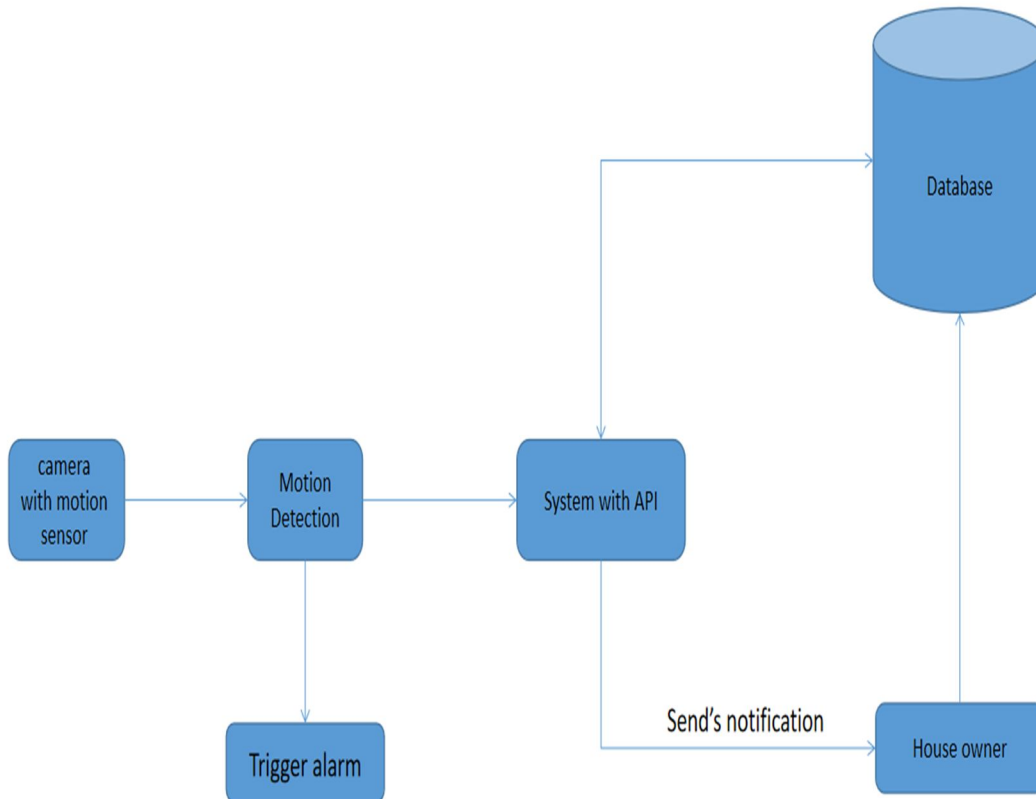 Database
camera
with motion
sensor
Motion
Detection
System with API
Send's notification
House owner
Trigger alarm